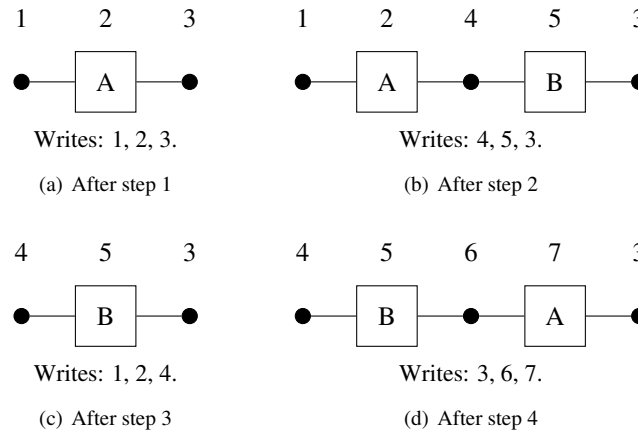 1 2 3
A
Writes: 1, 2, 3.
(a) After step 1
1 2 4 5 3
A B
Writes: 4, 5, 3.
(b) After step 2
4 5 3
B
Writes: 1, 2, 4.
(c) After step 3
4 5 6 7 3
B A
Writes: 3, 6, 7.
(d) After step 4